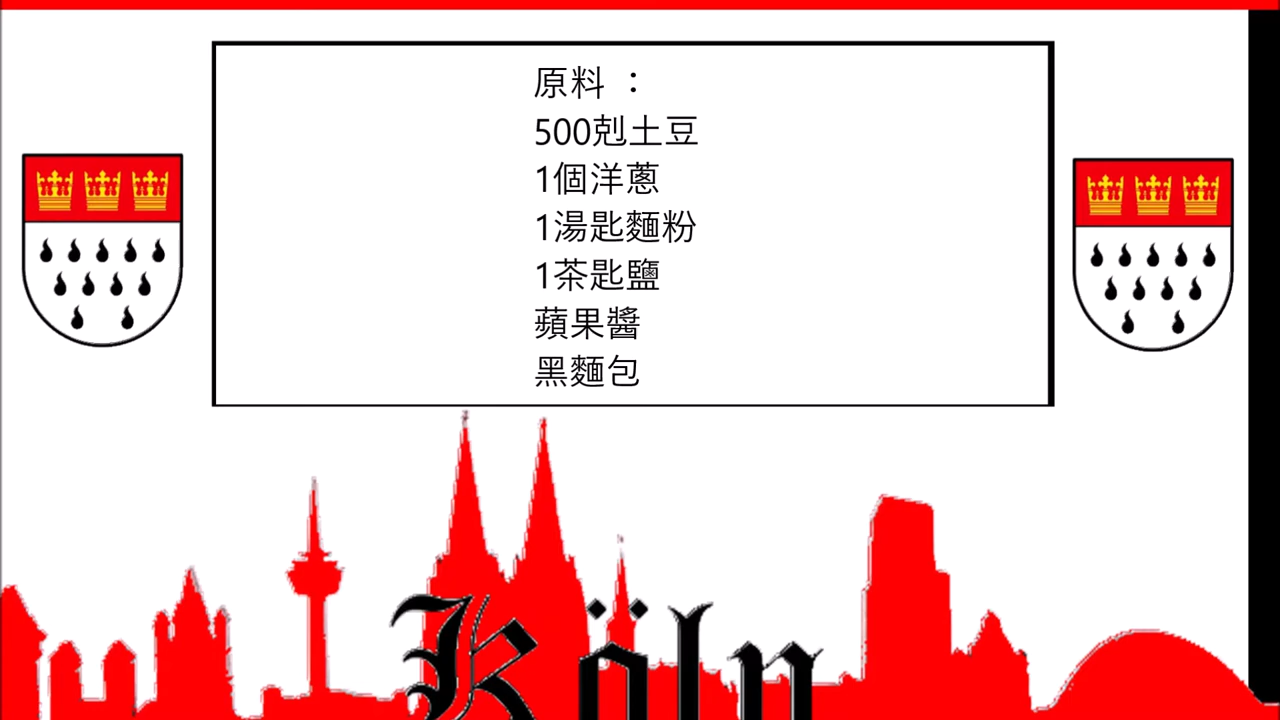 原料 ：
500剋土豆
1個洋蔥
1湯匙麵粉
1茶匙鹽
蘋果醬
黑麵包
Köln